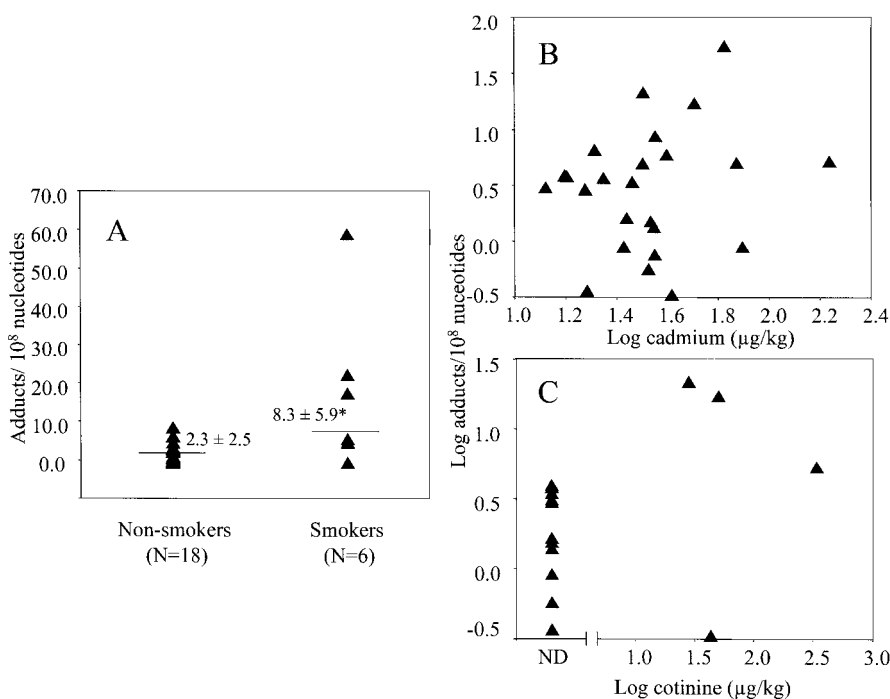 A
Adducts/ 10⁸ nucleotides
70.0
60.0
50.0
40.0
30.0
20.0
10.0
0.0
2.3 ± 2.5
8.3 ± 5.9*
Non-smokers
(N=18)
Smokers
(N=6)
B
Log adducts/10⁸ nuceotides
2.0
1.5
1.0
0.5
0.0
-0.5
1.0 1.2 1.4 1.6 1.8 2.0 2.2 2.4
Log cadmium (µg/kg)
C
1.5
1.0
0.5
0.0
-0.5
ND 1.0 1.5 2.0 2.5 3.0
Log cotinine (µg/kg)